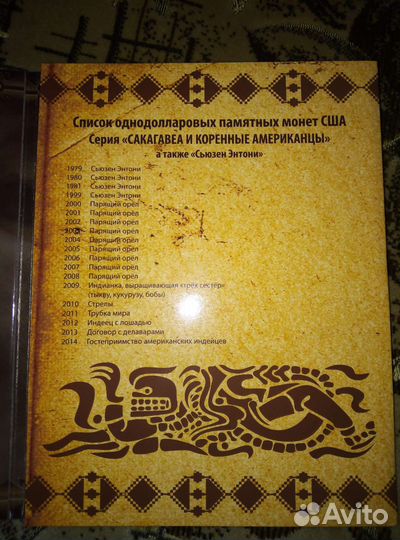 Список однодолларовых памятных монет США
Серия «САКАГАВЕА И КОРЕННЫЕ АМЕРИКАНЦЫ»
а также «Сьюзен Энтони»
1979 Сьюзен Энтони
1980 Сьюзен Энтони
1981 Сьюзен Энтони
1999 Сьюзен Энтони
2000 Парящий орёл
2001 Парящий орёл
2002 Парящий орёл
2003 Парящий орёл
2004 Парящий орёл
2005 Парящий орёл
2006 Парящий орёл
2007 Парящий орёл
2008 Парящий орёл
2009 Индианка, выращивающая «трёх сестёр»
(тыкву, кукурузу, бобы)
2010 Стрелы
2011 Трубка мира
2012 Индеец с лошадью
2013 Договор с делаварами
2014 Гостеприимство американских индейцев
Avito